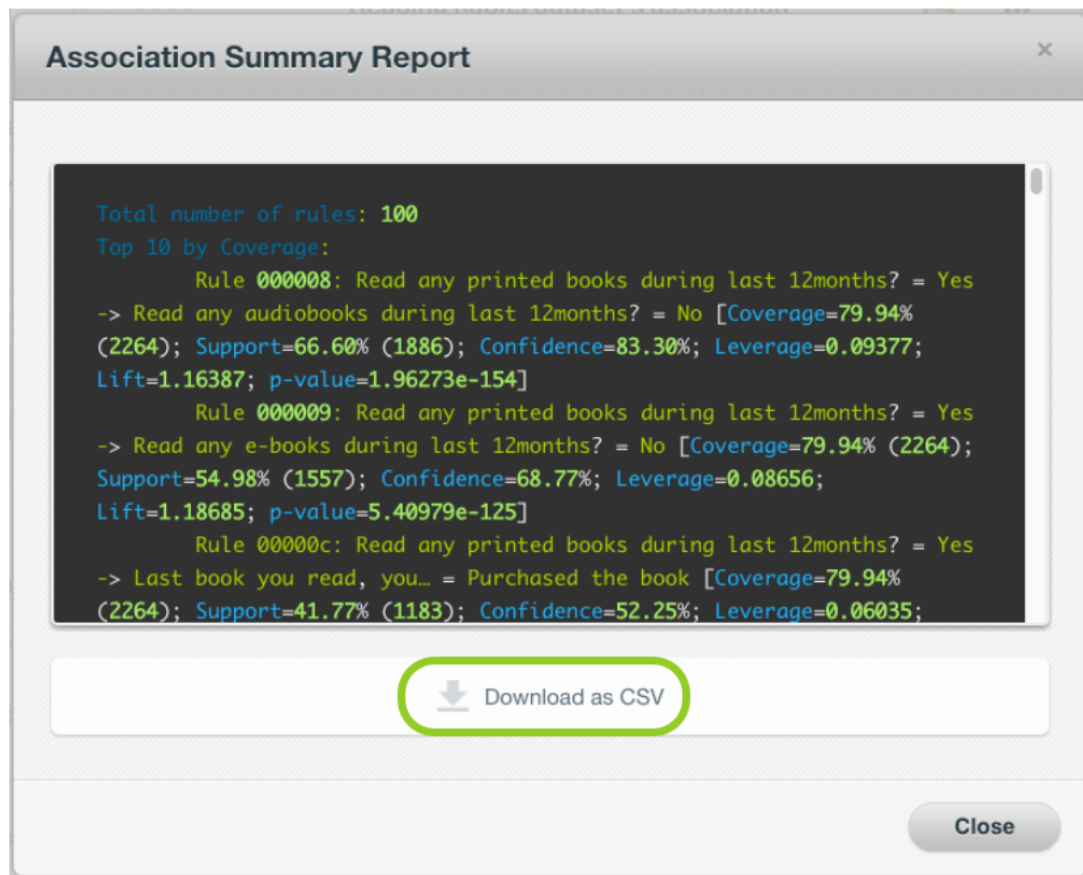 Association Summary Report
×
Total number of rules: 100
Top 10 by Coverage:
Rule 000008: Read any printed books during last 12months? = Yes
-> Read any audiobooks during last 12months? = No [Coverage=79.94%
(2264); Support=66.60% (1886); Confidence=83.30%; Leverage=0.09377;
Lift=1.16387; p-value=1.96273e-154]
Rule 000009: Read any printed books during last 12months? = Yes
-> Read any e-books during last 12months? = No [Coverage=79.94% (2264);
Support=54.98% (1557); Confidence=68.77%; Leverage=0.08656;
Lift=1.18685; p-value=5.40979e-125]
Rule 00000c: Read any printed books during last 12months? = Yes
-> Last book you read, you… = Purchased the book [Coverage=79.94%
(2264); Support=41.77% (1183); Confidence=52.25%; Leverage=0.06035;
Download as CSV
Close